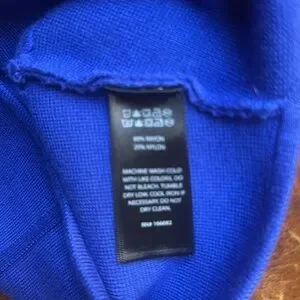 80% RAYON
20% NYLON
MACHINE WASH COLD
WITH LIKE COLORS. DO
NOT BLEACH. TUMBLE
DRY LOW. COOL IRON IF
NECESSARY. DO NOT
DRY CLEAN.